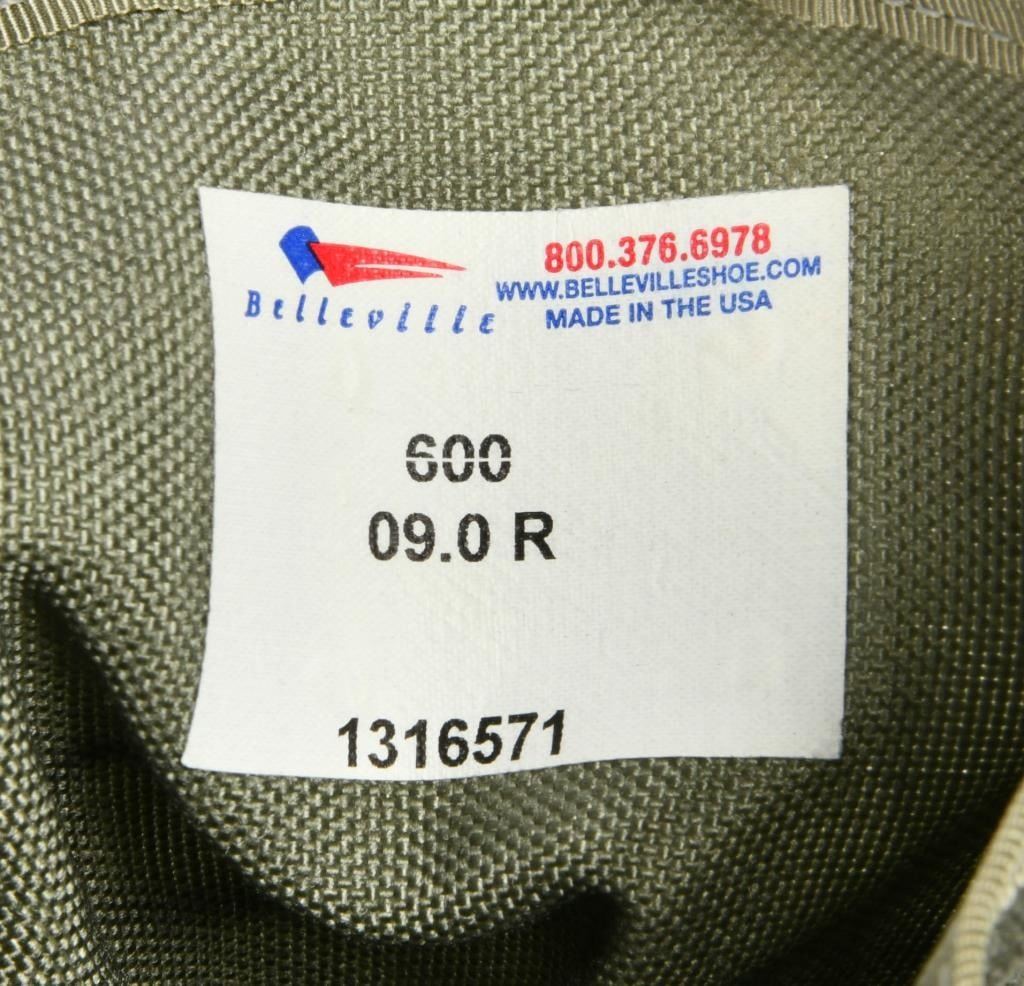 Belleville
800.376.6978
WWW.BELLEVILLESHOE.COM
MADE IN THE USA
600
09.0 R
1316571